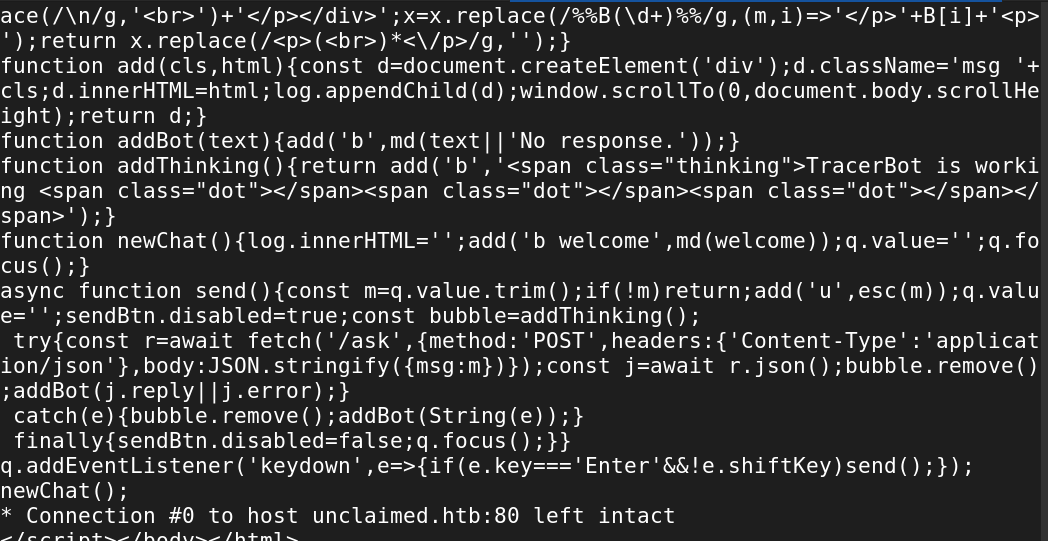 ace(/\n/g,'<br>')+'</p></div>';x=x.replace(/%%B(\d+)%%/g,(m,i)=>'</p>'+B[i]+'<p>
');return x.replace(/<p>(<br>)*<\/p>/g,'');}
function add(cls,html){const d=document.createElement('div');d.className='msg '+
cls;d.innerHTML=html;log.appendChild(d);window.scrollTo(0,document.body.scrollHe
ight);return d;}
function addBot(text){add('b',md(text||'No response.'));}
function addThinking(){return add('b','<span class="thinking">TracerBot is worki
ng <span class="dot"></span><span class="dot"></span><span class="dot"></span></
span>');}
function newChat(){log.innerHTML='';add('b welcome',md(welcome));q.value='';q.fo
cus();}
async function send(){const m=q.value.trim();if(!m)return;add('u',esc(m));q.valu
e='';sendBtn.disabled=true;const bubble=addThinking();
 try{const r=await fetch('/ask',{method:'POST',headers:{'Content-Type':'applicat
ion/json'},body:JSON.stringify({msg:m})});const j=await r.json();bubble.remove()
;addBot(j.reply||j.error);}
 catch(e){bubble.remove();addBot(String(e));}
 finally{sendBtn.disabled=false;q.focus();}}
q.addEventListener('keydown',e=>{if(e.key==='Enter'&&!e.shiftKey)send();});
newChat();
* Connection #0 to host unclaimed.htb:80 left intact
</script></body></html>